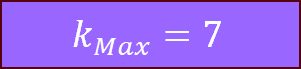 k_Max = 7